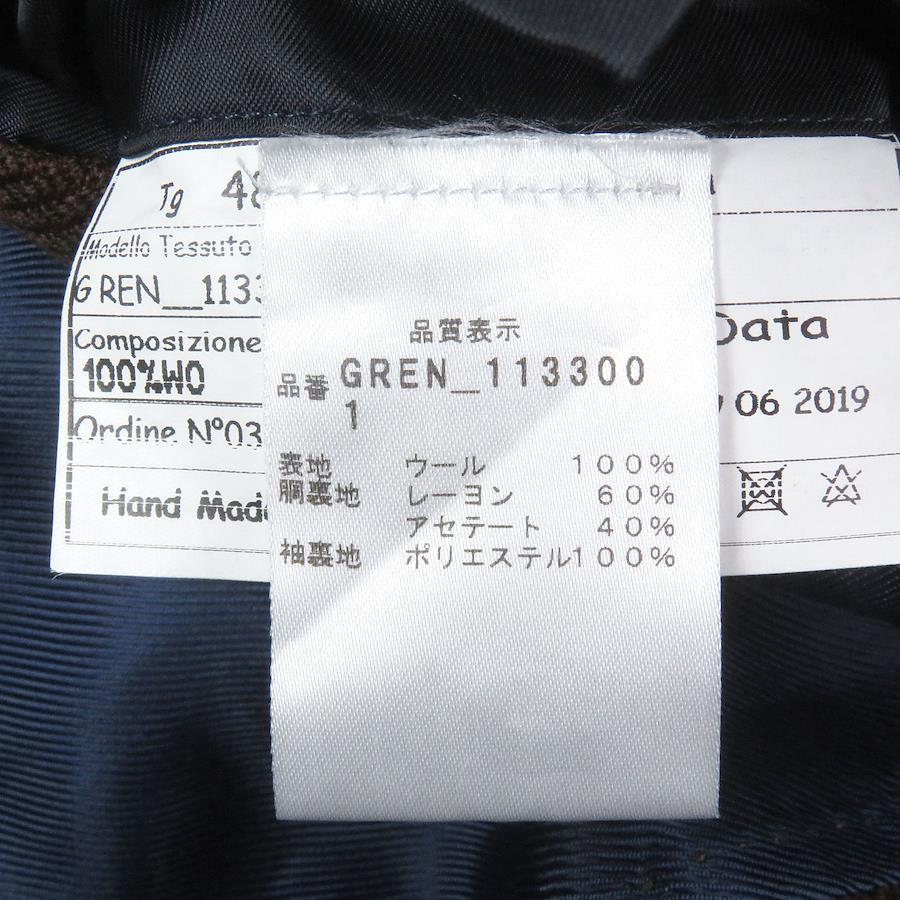 Tg 48
Modello Tessuto
GREN__1133
Composizione
100%WO
Ordine N°03
Hand Made
Data
06 2019
品質表示
品番 GREN_113300
1
表地 ウール 100%
胴裏地 レーヨン 60%
アセテート 40%
袖裏地 ポリエステル100%